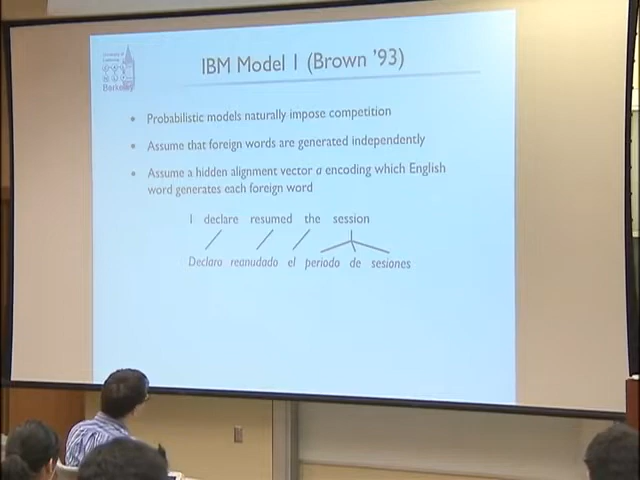 Berkeley
IBM Model 1 (Brown '93)
• Probabilistic models naturally impose competition
• Assume that foreign words are generated independently
• Assume a hidden alignment vector a encoding which English
word generates each foreign word
I declare resumed the session
Declaro reanudado el periodo de sesiones